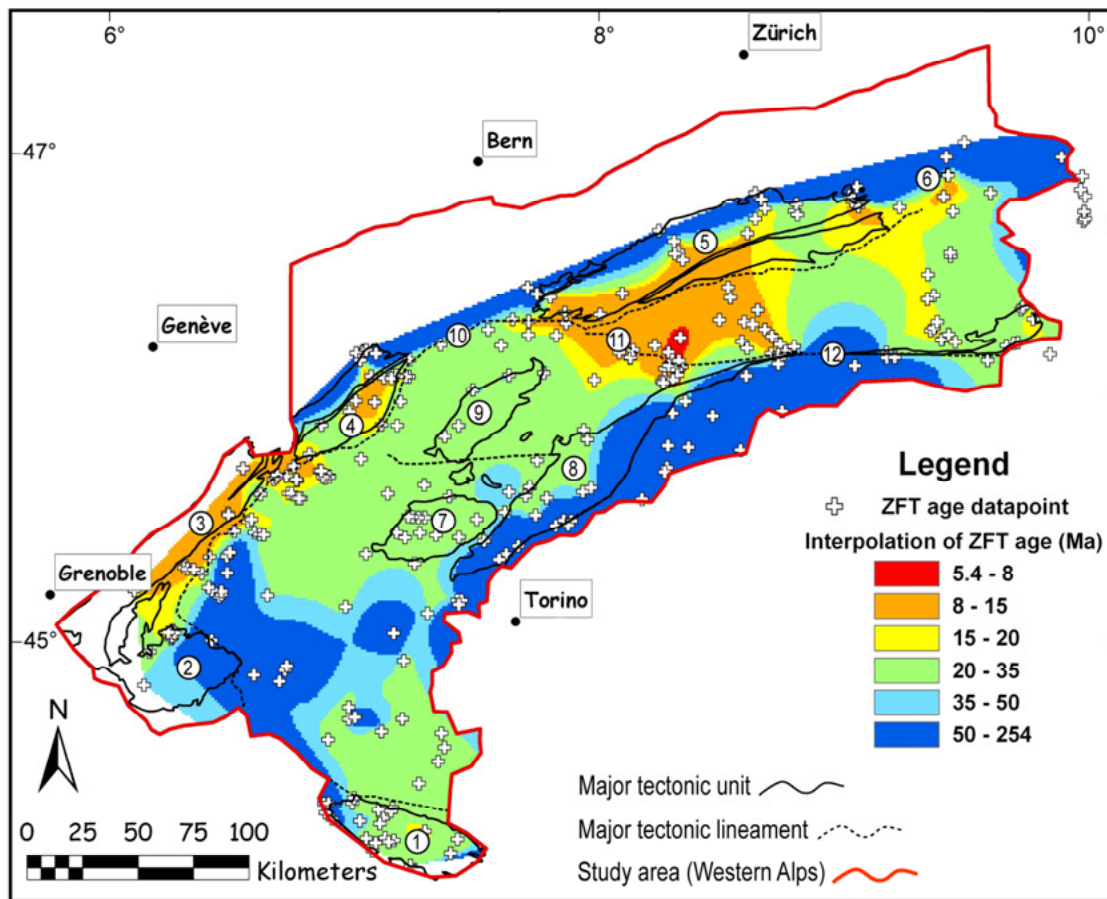 6°
8°
10°
Zürich
Bern
47°
6
5
Genève
10
11
12
4
9
8
3
7
Grenoble
Torino
45°
2
N
1
0 25 50 75 100
Kilometers
Legend
ZFT age datapoint
Interpolation of ZFT age (Ma)
5.4 - 8
8 - 15
15 - 20
20 - 35
35 - 50
50 - 254
Major tectonic unit
Major tectonic lineament
Study area (Western Alps)